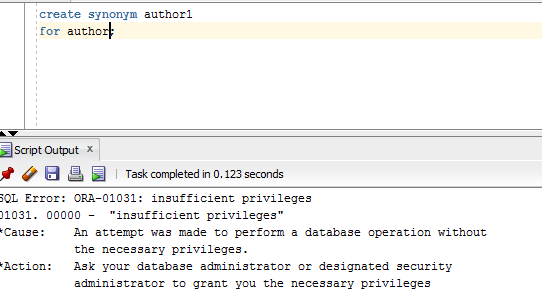 create synonym author1
for author;
Script Output x
Task completed in 0.123 seconds
SQL Error: ORA-01031: insufficient privileges
01031. 00000 - "insufficient privileges"
*Cause: An attempt was made to perform a database operation without
the necessary privileges.
*Action: Ask your database administrator or designated security
administrator to grant you the necessary privileges